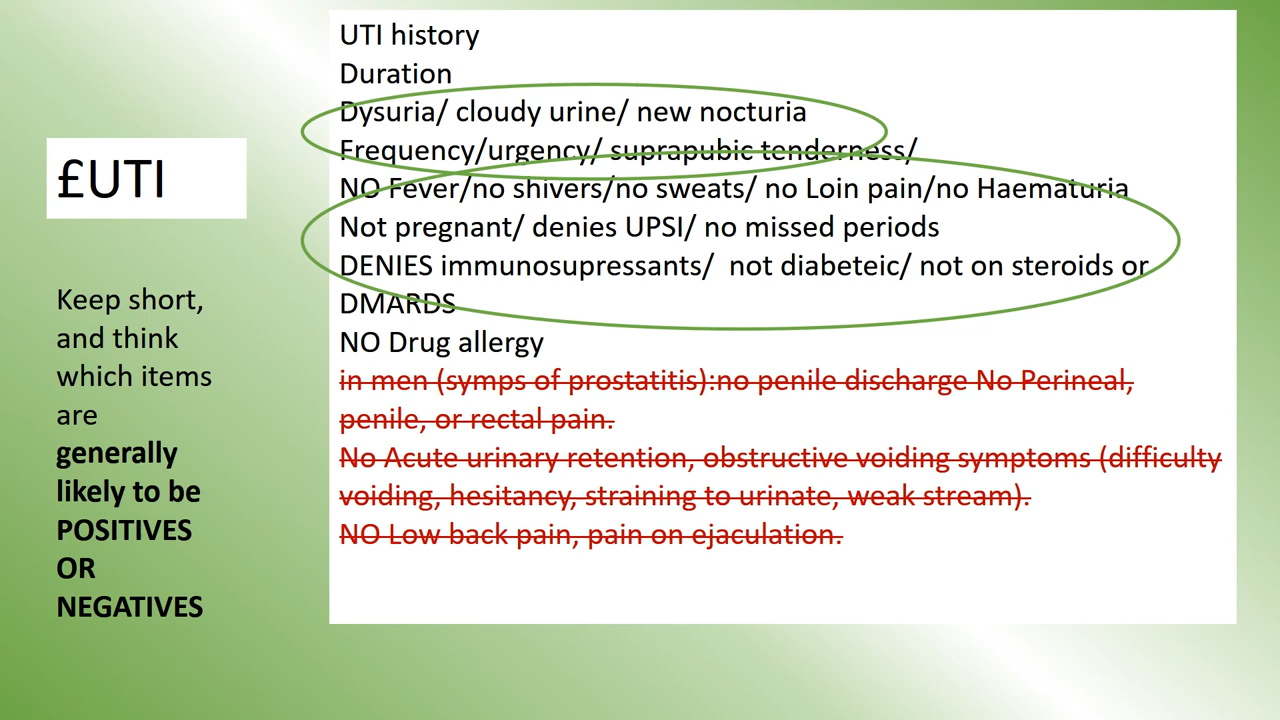 £UTI
Keep short,
and think
which items
are
generally
likely to be
POSITIVES
OR
NEGATIVES
UTI history
Duration
Dysuria/ cloudy urine/ new nocturia
Frequency/urgency/ suprapubic tenderness/
NO Fever/no shivers/no sweats/ no Loin pain/no Haematuria
Not pregnant/ denies UPSI/ no missed periods
DENIES immunosupressants/  not diabeteic/ not on steroids or
DMARDS
NO Drug allergy
in men (symps of prostatitis):no penile discharge No Perineal,
penile, or rectal pain.
No Acute urinary retention, obstructive voiding symptoms (difficulty
voiding, hesitancy, straining to urinate, weak stream).
NO Low back pain, pain on ejaculation.